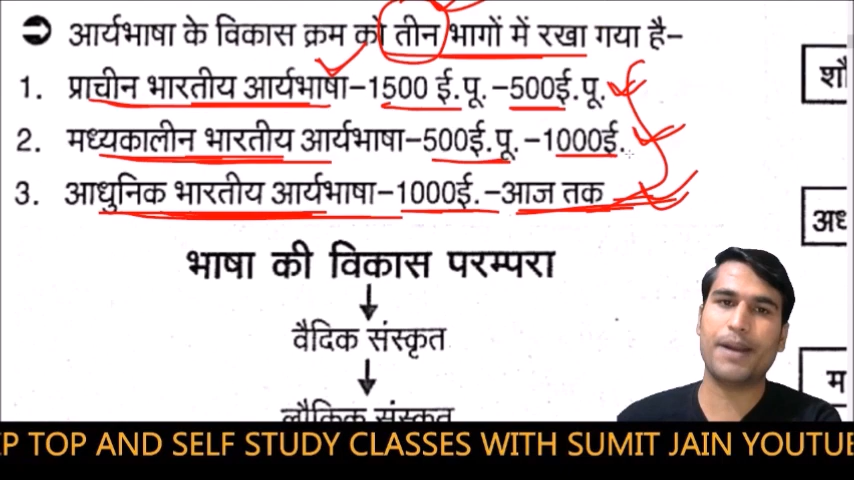 आर्यभाषा के विकास क्रम को तीन भागों में रखा गया है–
1. प्राचीन भारतीय आर्यभाषा–1500 ई.पू.–500ई.पू.
2. मध्यकालीन भारतीय आर्यभाषा–500ई.पू.–1000ई.
3. आधुनिक भारतीय आर्यभाषा–1000ई.–आज तक
भाषा की विकास परम्परा
वैदिक संस्कृत
लौकिक संस्कृत
शौ
अध
म
TOP AND SELF STUDY CLASSES WITH SUMIT JAIN